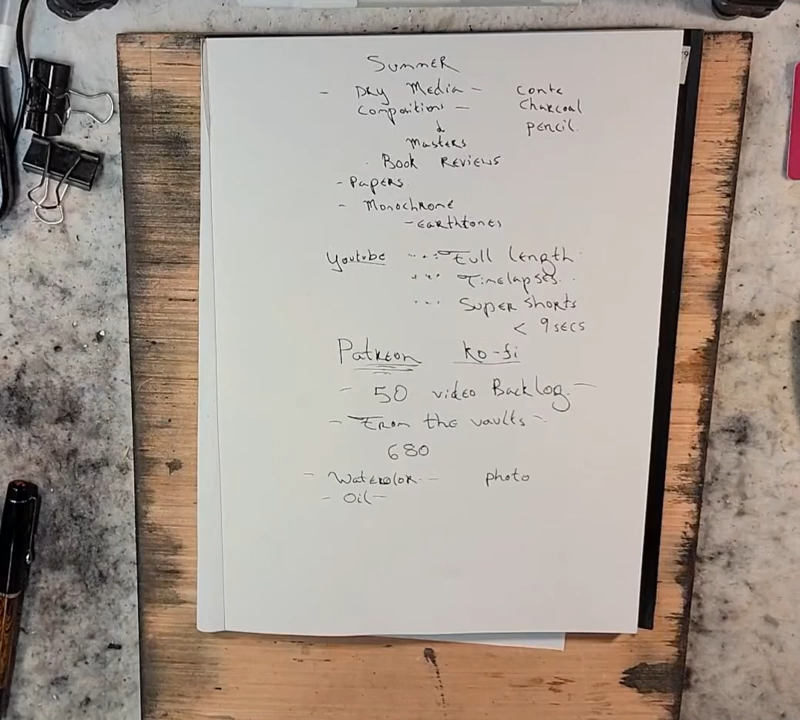 Summer
- Dry Media - conte
Compositions - Charcoal
& pencil
Masters
Book Reviews
- Papers
- Monochrome
- earthtones
Youtube ... Full length
... Timelapses
... Super shorts
< 9 secs
Patreon Ko-fi
- 50 video Backlog -
- From the vaults -
680
- Watercolor - photo
- Oil -